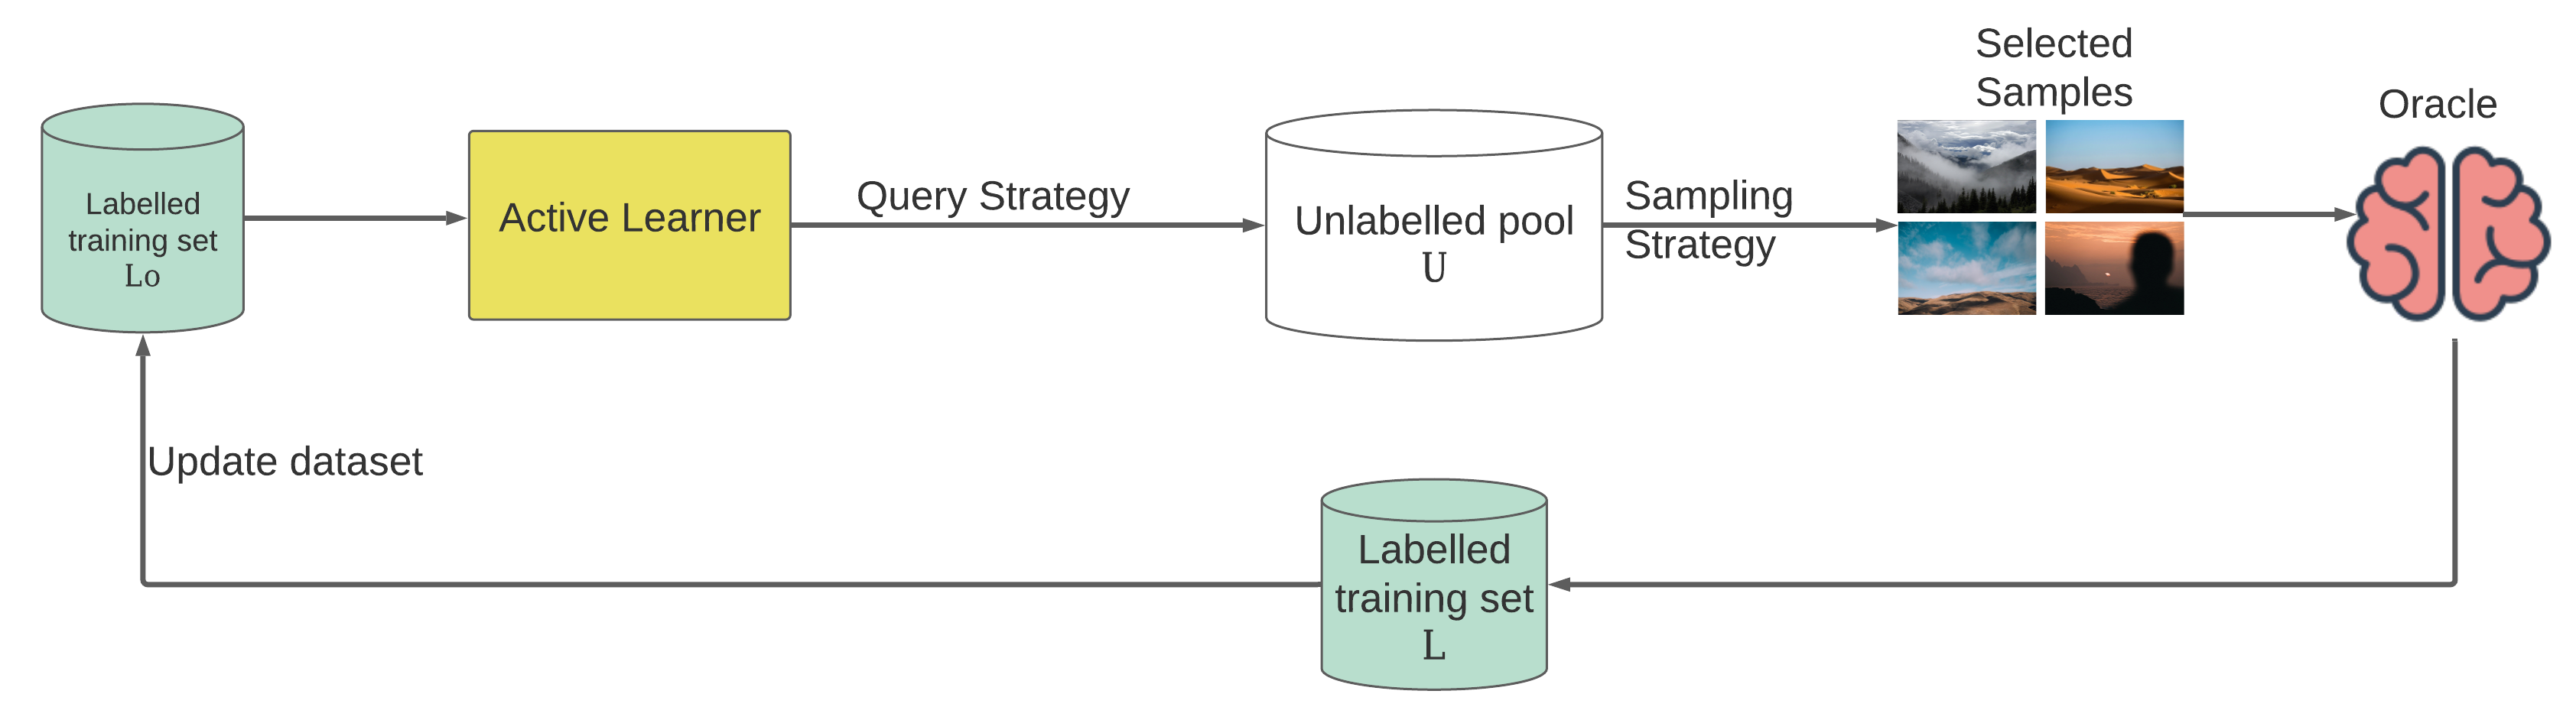 Labelled
training set
Lo
Active Learner
Query Strategy
Unlabelled pool
U
Sampling
Strategy
Selected
Samples
Oracle
Update dataset
Labelled
training set
L